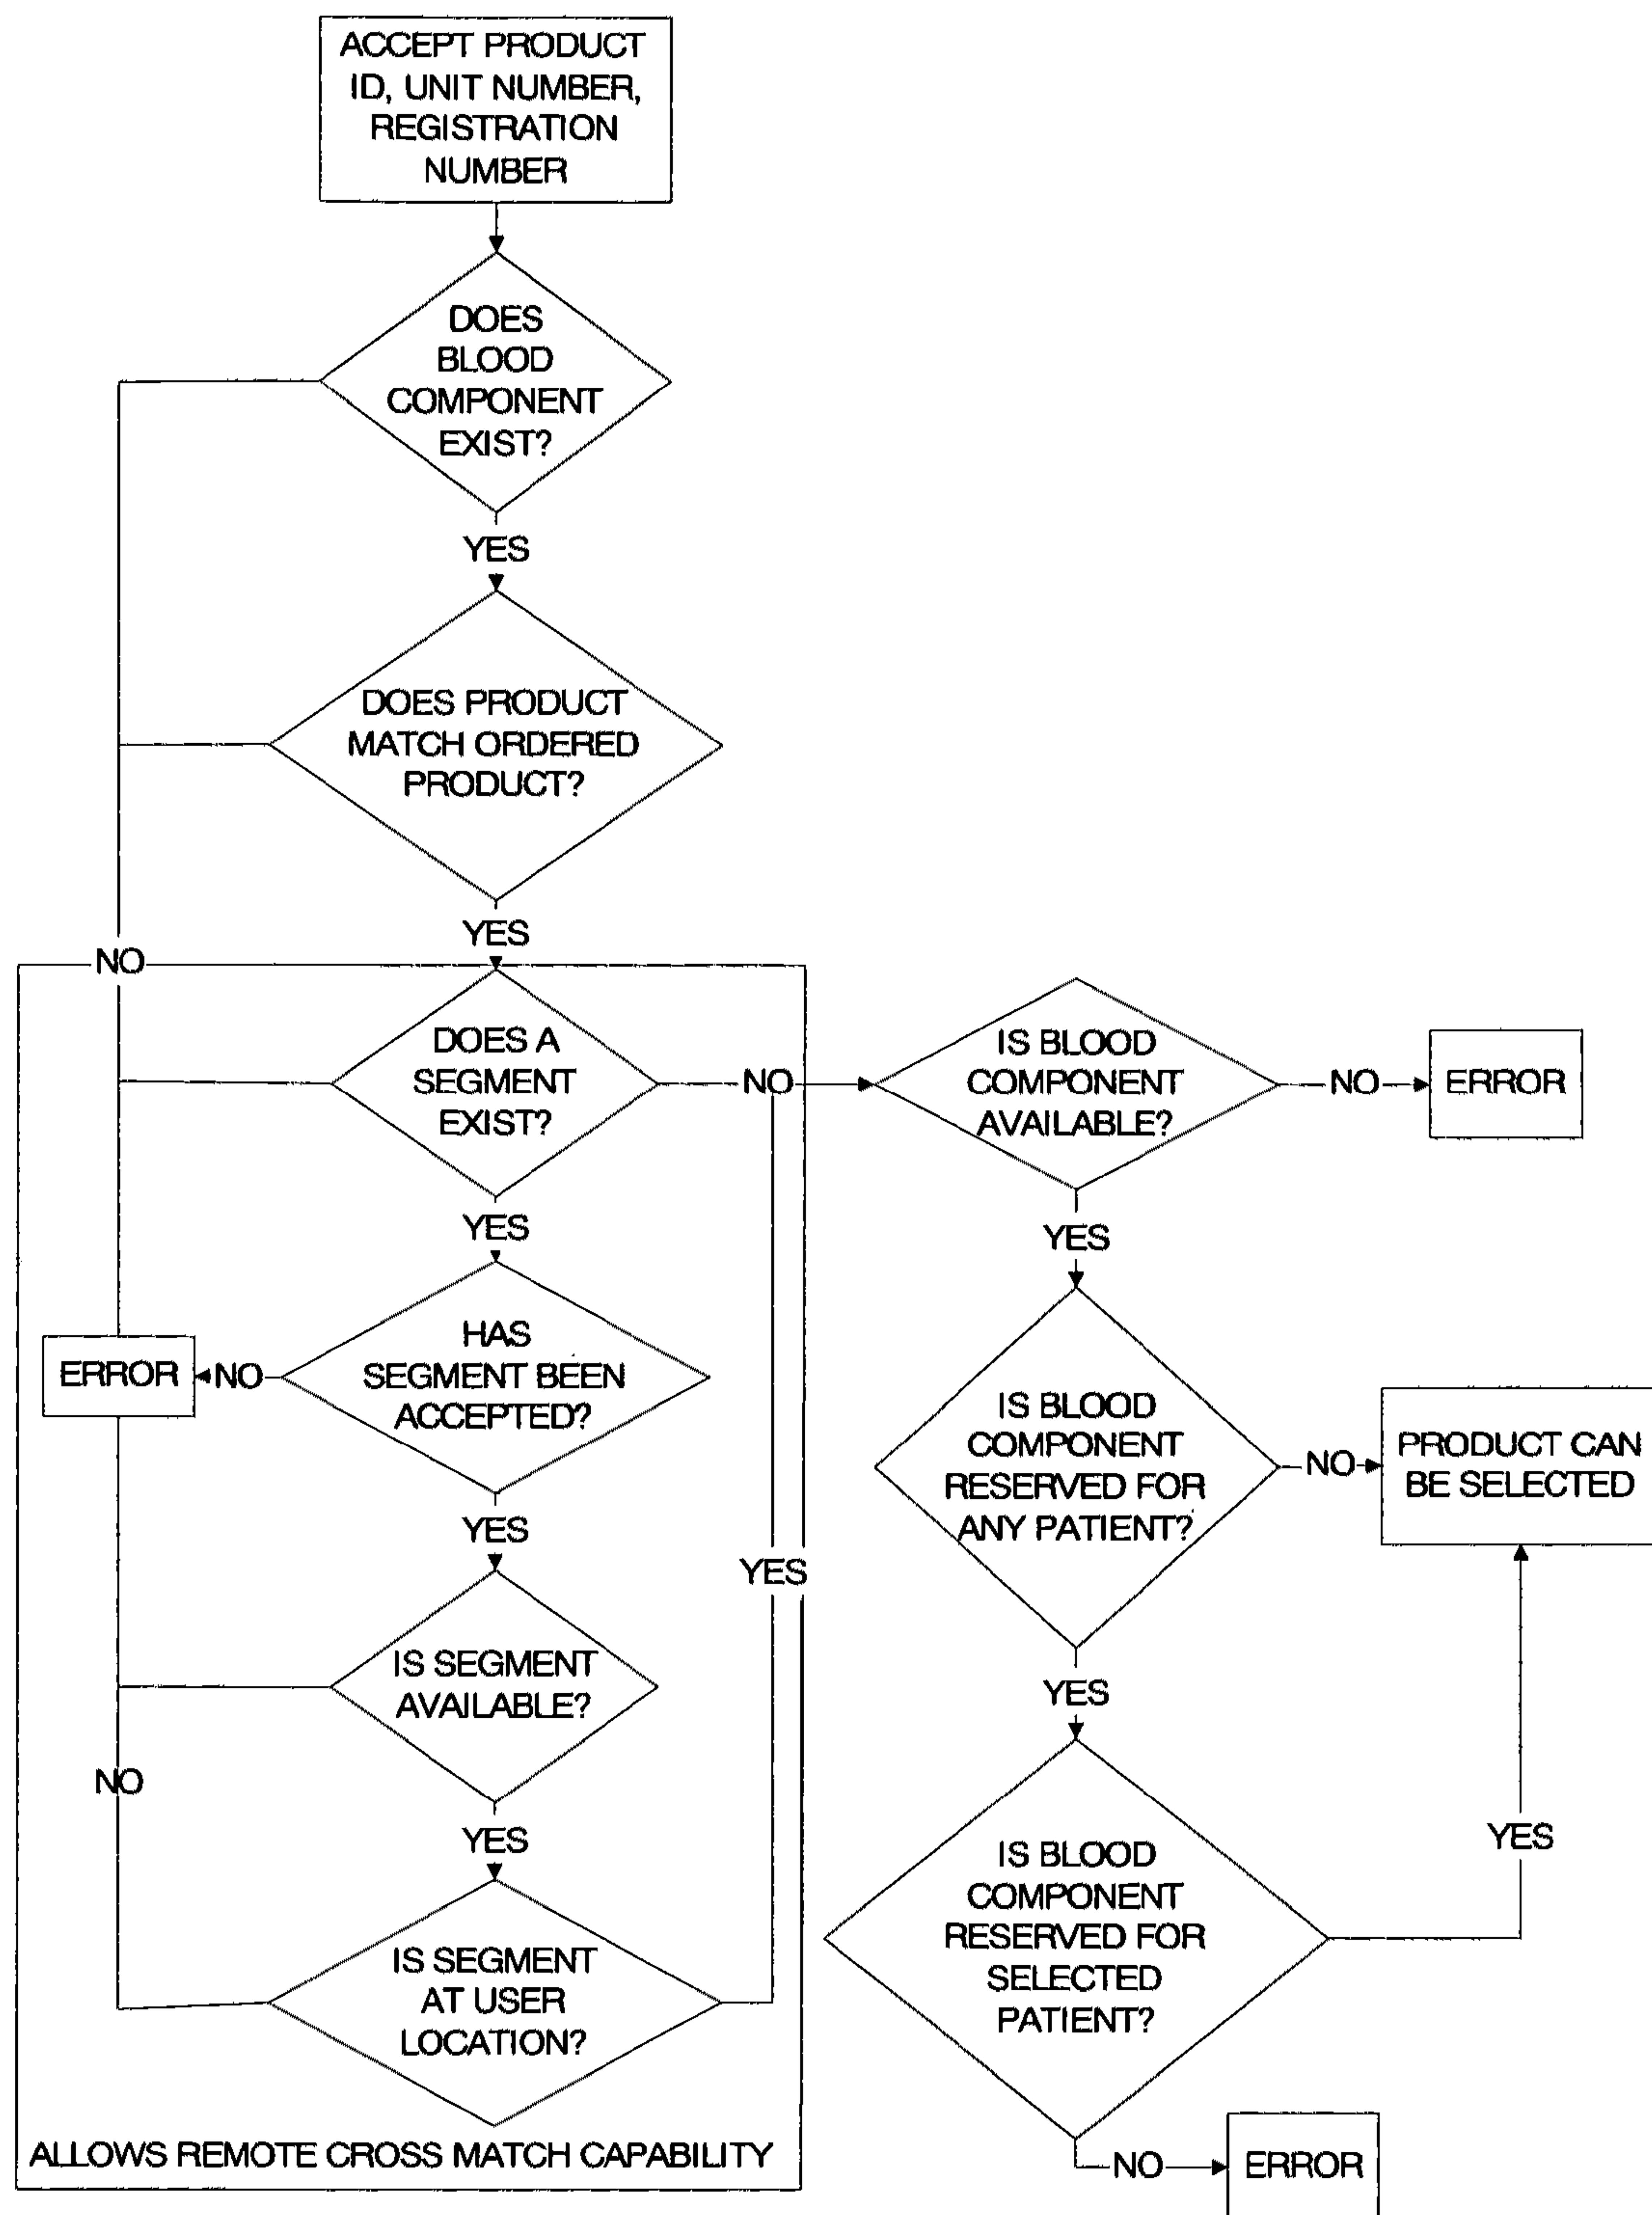 ACCEPT PRODUCT
ID, UNIT NUMBER,
REGISTRATION
NUMBER
DOES
BLOOD
COMPONENT
EXIST?
YES
DOES PRODUCT
MATCH ORDERED
PRODUCT?
YES
NO
DOES A
SEGMENT
EXIST?
NO
YES
HAS
SEGMENT BEEN
ACCEPTED?
NO
ERROR
YES
IS SEGMENT
AVAILABLE?
NO
YES
IS SEGMENT
AT USER
LOCATION?
YES
ALLOWS REMOTE CROSS MATCH CAPABILITY
IS BLOOD
COMPONENT
AVAILABLE?
NO
ERROR
YES
IS BLOOD
COMPONENT
RESERVED FOR
ANY PATIENT?
NO
PRODUCT CAN
BE SELECTED
YES
IS BLOOD
COMPONENT
RESERVED FOR
SELECTED
PATIENT?
YES
NO
ERROR